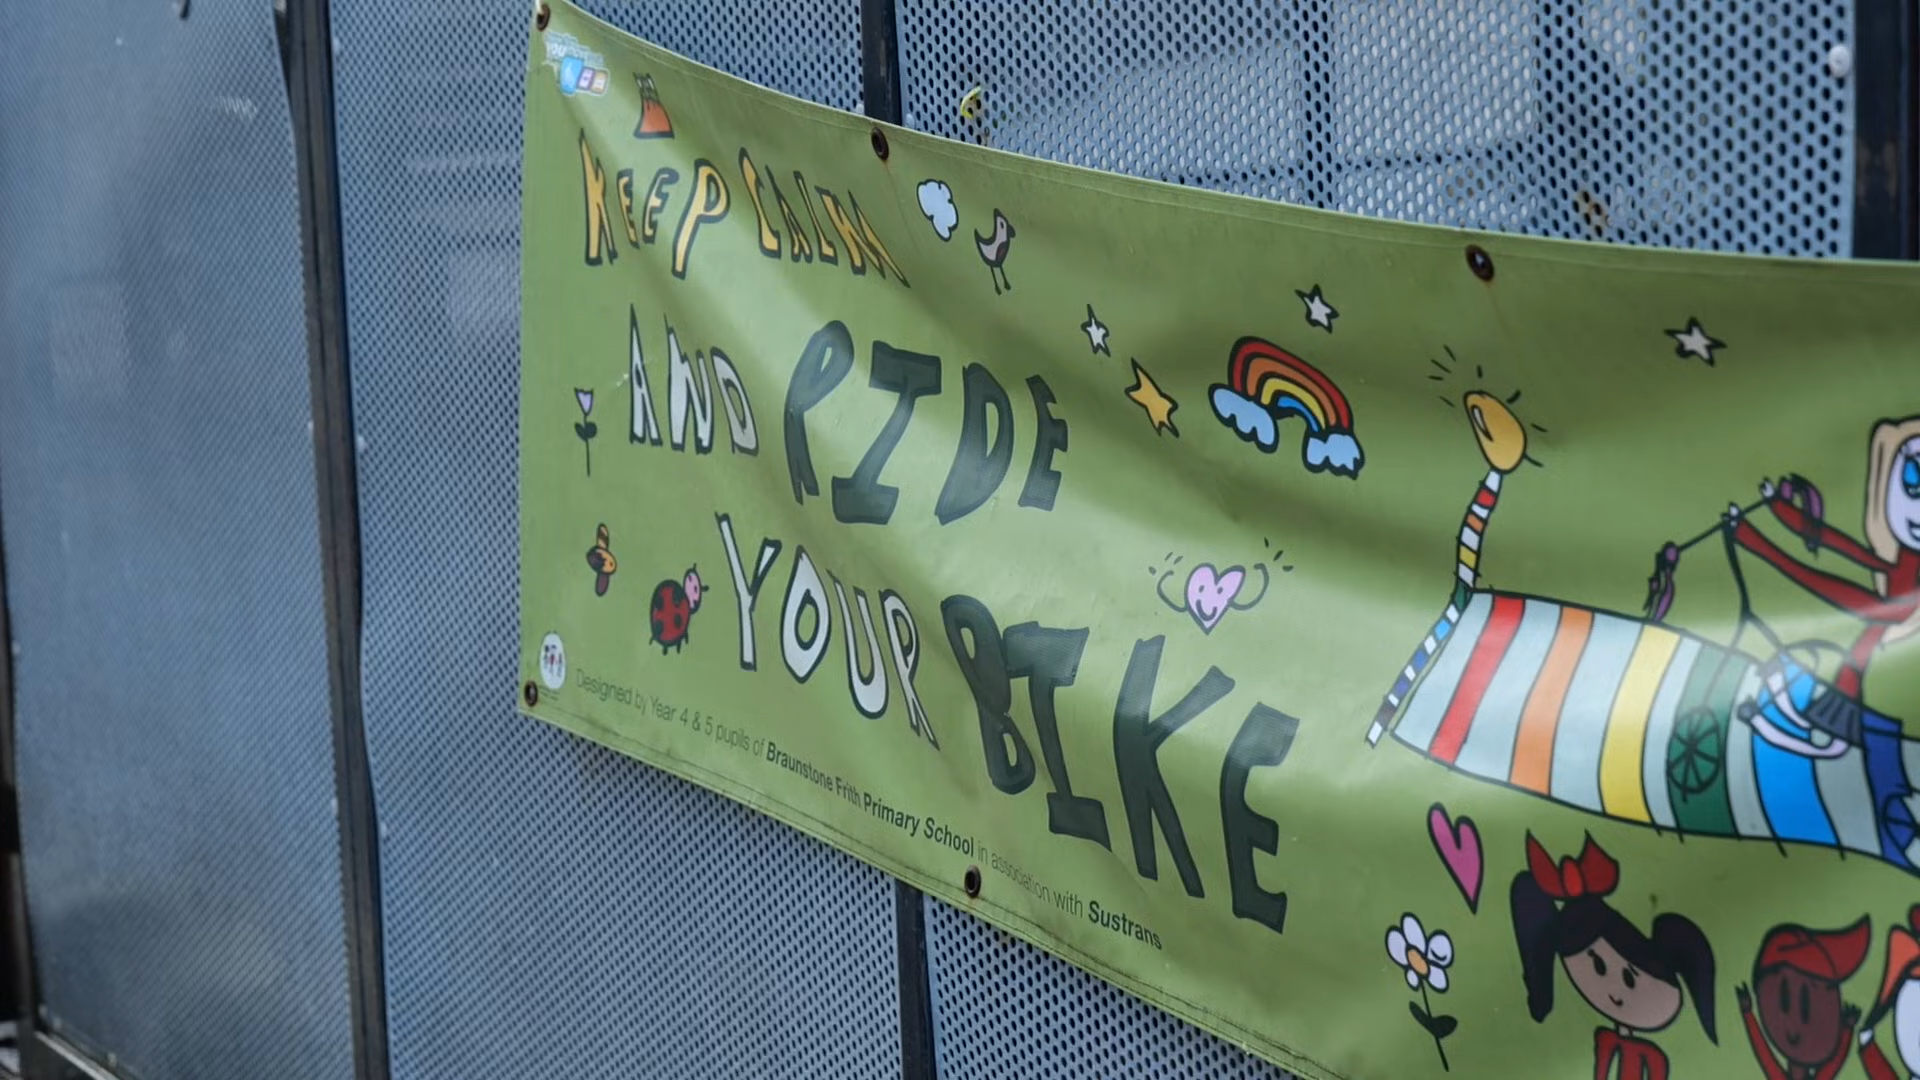 KEEP CALM
AND RIDE
YOUR BIKE
Designed by Year 4 & 5 pupils of Braunstone Frith Primary School in association with Sustrans